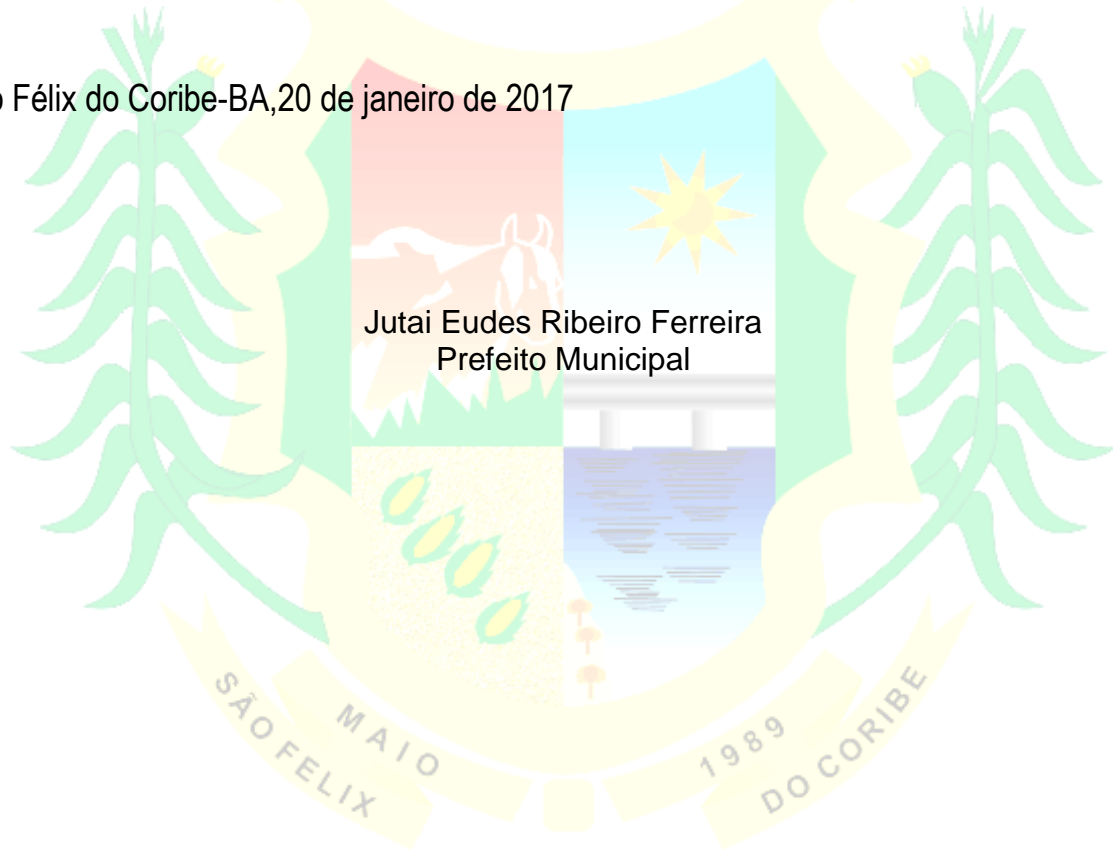 o Félix do Coribe-BA,20 de janeiro de 2017
Jutai Eudes Ribeiro Ferreira
Prefeito Municipal
SÃO FELIX
MAIO
1989
DO CORIBE